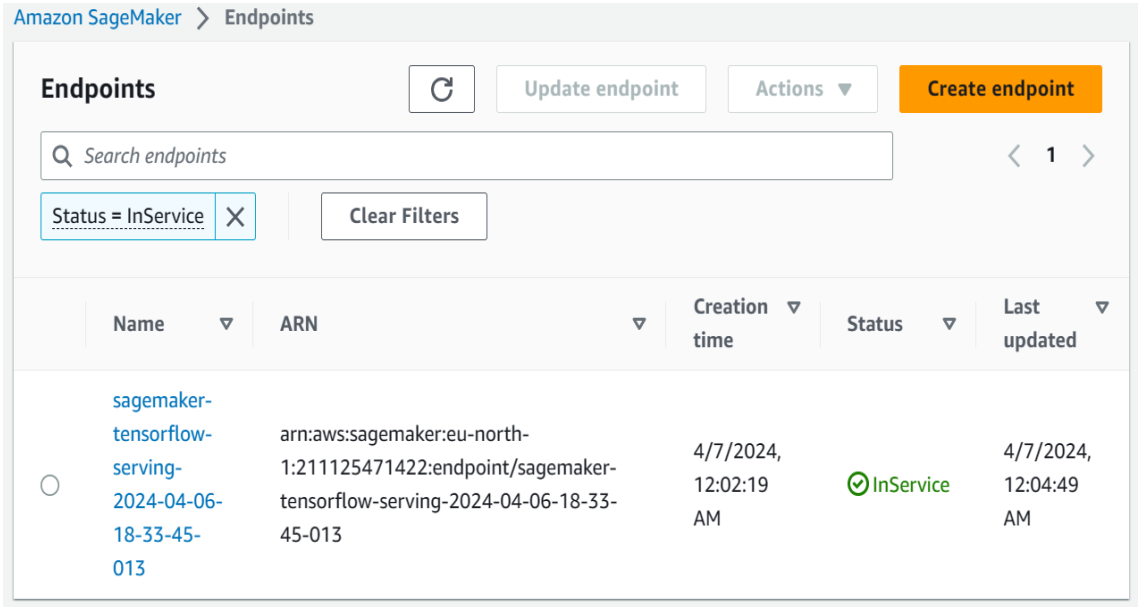 Amazon SageMaker > Endpoints
Endpoints
Update endpoint
Actions
Create endpoint
Search endpoints
1
Status = InService
Clear Filters
Name
ARN
Creation
time
Status
Last
updated
sagemaker-
tensorflow-
serving-
2024-04-06-
18-33-45-
013
arn:aws:sagemaker:eu-north-
1:211125471422:endpoint/sagemaker-
tensorflow-serving-2024-04-06-18-33-
45-013
4/7/2024,
12:02:19
AM
InService
4/7/2024,
12:04:49
AM